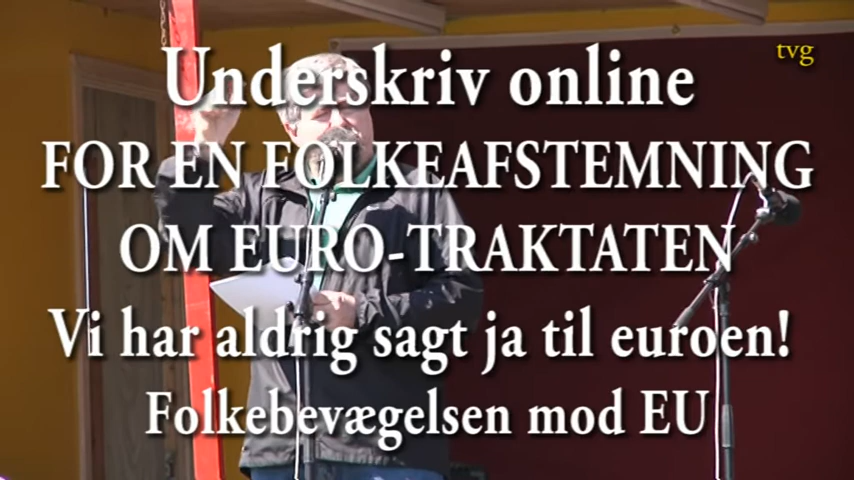 tvg
Underskriv online
FOR EN FOLKEAFSTEMNING
OM EURO-TRAKTATEN
Vi har aldrig sagt ja til euroen!
Folkebevægelsen mod EU